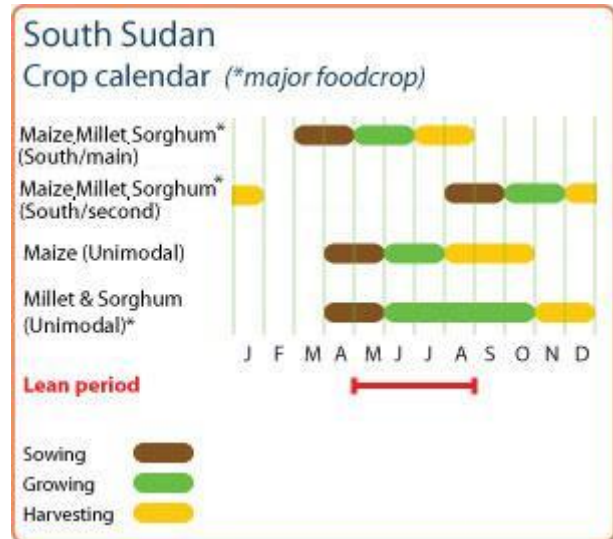 South Sudan
Crop calendar (*major foodcrop)
Maize,Millet,Sorghum*
(South/main)
Maize,Millet,Sorghum*
(South/second)
Maize (Unimodal)
Millet & Sorghum
(Unimodal)*
J F M A M J J A S O N D
Lean period
Sowing
Growing
Harvesting